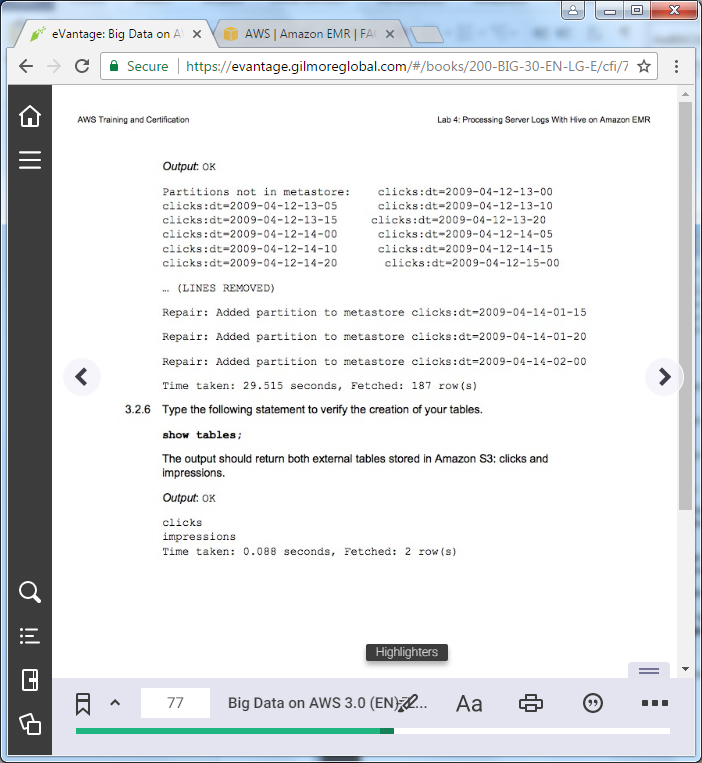 eVantage: Big Data on A
AWS | Amazon EMR | FA
Secure
https://evantage.gilmoreglobal.com/#/books/200-BIG-30-EN-LG-E/cfi/7
AWS Training and Certification
Lab 4: Processing Server Logs With Hive on Amazon EMR
Output: OK
Partitions not in metastore: clicks:dt=2009-04-12-13-00
clicks:dt=2009-04-12-13-05 clicks:dt=2009-04-12-13-10
clicks:dt=2009-04-12-13-15 clicks:dt=2009-04-12-13-20
clicks:dt=2009-04-12-14-00 clicks:dt=2009-04-12-14-05
clicks:dt=2009-04-12-14-10 clicks:dt=2009-04-12-14-15
clicks:dt=2009-04-12-14-20 clicks:dt=2009-04-12-15-00
… (LINES REMOVED)
Repair: Added partition to metastore clicks:dt=2009-04-14-01-15
Repair: Added partition to metastore clicks:dt=2009-04-14-01-20
Repair: Added partition to metastore clicks:dt=2009-04-14-02-00
Time taken: 29.515 seconds, Fetched: 187 row(s)
3.2.6 Type the following statement to verify the creation of your tables.
show tables;
The output should return both external tables stored in Amazon S3: clicks and
impressions.
Output: OK
clicks
impressions
Time taken: 0.088 seconds, Fetched: 2 row(s)
Highlighters
77
Big Data on AWS 3.0 (EN)
Aa